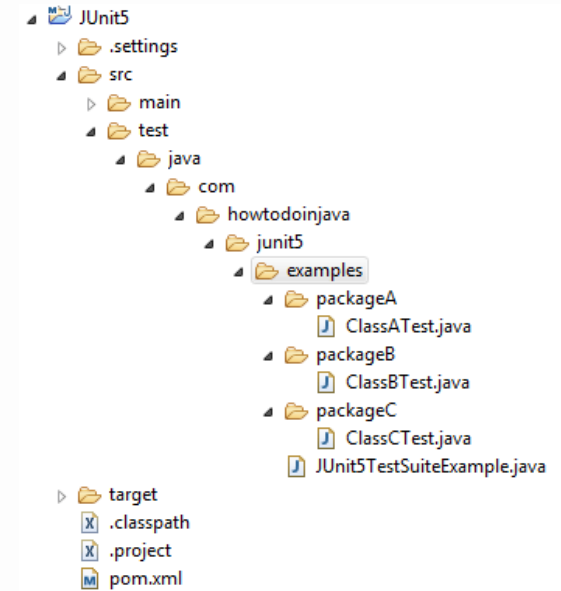 JUnit5
.settings
src
main
test
java
com
howtodoinjava
junit5
examples
packageA
ClassATest.java
packageB
ClassBTest.java
packageC
ClassCTest.java
JUnit5TestSuiteExample.java
target
.classpath
.project
pom.xml